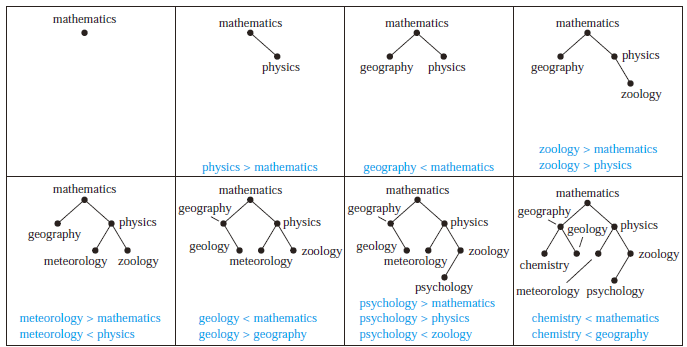 mathematics
mathematics
physics
physics > mathematics
mathematics
geography physics
geography < mathematics
mathematics
physics
geography
zoology
zoology > mathematics
zoology > physics
mathematics
physics
geography
meteorology zoology
meteorology > mathematics
meteorology < physics
mathematics
geography
physics
geology
zoology
meteorology
geology < mathematics
geology > geography
mathematics
geography
physics
geology
zoology
meteorology
psychology
psychology > mathematics
psychology > physics
psychology < zoology
mathematics
geography
physics
geology
zoology
chemistry
meteorology psychology
chemistry < mathematics
chemistry < geography